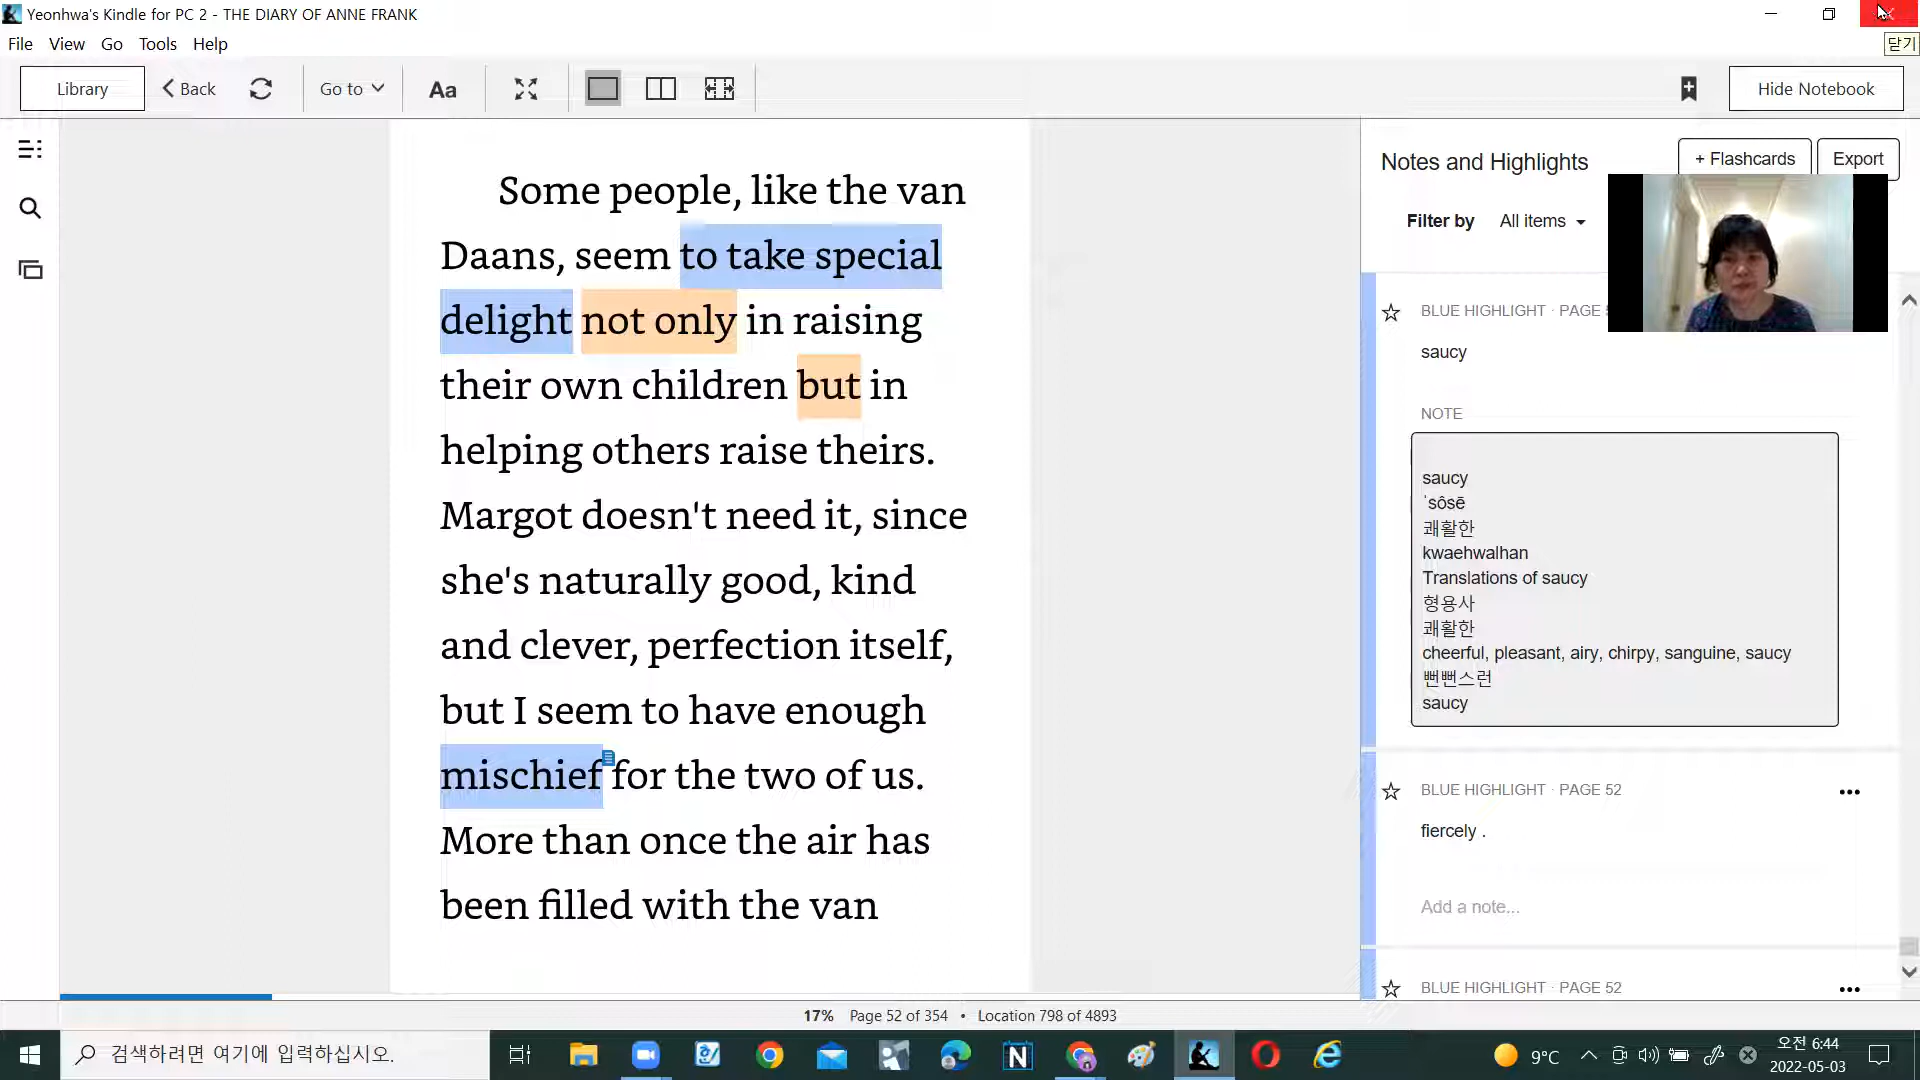 Yeonhwa's Kindle for PC 2 - THE DIARY OF ANNE FRANK
닫기
File View Go Tools Help
Library Back Go to Aa Hide Notebook
Some people, like the van
Daans, seem to take special
delight not only in raising
their own children but in
helping others raise theirs.
Margot doesn't need it, since
she's naturally good, kind
and clever, perfection itself,
but I seem to have enough
mischief for the two of us.
More than once the air has
been filled with the van
Notes and Highlights
+ Flashcards Export
Filter by All items
BLUE HIGHLIGHT · PAGE
saucy
NOTE
saucy
ˈsôsē
쾌활한
kwaehwalhan
Translations of saucy
형용사
쾌활한
cheerful, pleasant, airy, chirpy, sanguine, saucy
뻔뻔스런
saucy
BLUE HIGHLIGHT · PAGE 52
fiercely .
Add a note...
BLUE HIGHLIGHT · PAGE 52
17% Page 52 of 354 • Location 798 of 4893
검색하려면 여기에 입력하십시오.
9°C
오전 6:44
2022-05-03